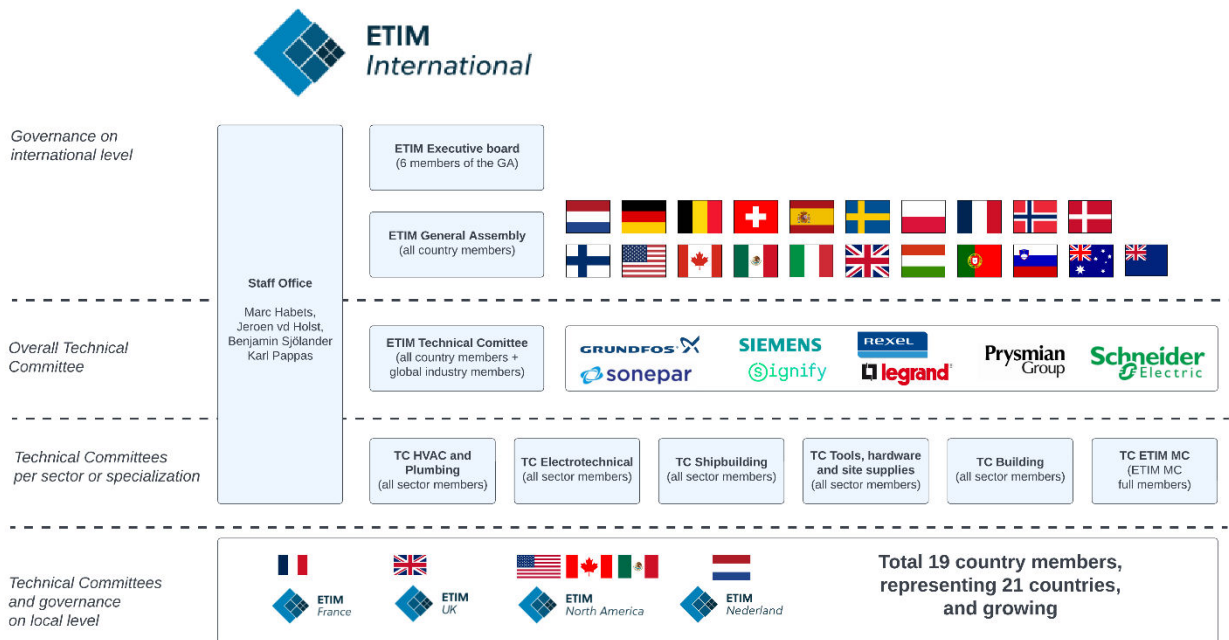 ETIM
International
Governance on
international level
ETIM Executive board
(6 members of the GA)
ETIM General Assembly
(all country members)
Staff Office
Marc Habets,
Jeroen vd Holst,
Benjamin Sjölander
Karl Pappas
Overall Technical
Committee
ETIM Technical Comittee
(all country members +
global industry members)
GRUNDFOS
SIEMENS
REXEL
Prysmian
Group
Schneider
Electric
sonepar
Signify
legrand®
Technical Committees
per sector or specialization
TC HVAC and
Plumbing
(all sector members)
TC Electrotechnical
(all sector members)
TC Shipbuilding
(all sector members)
TC Tools, hardware
and site supplies
(all sector members)
TC Building
(all sector members)
TC ETIM MC
(ETIM MC
full members)
Technical Committees
and governance
on local level
ETIM
France
ETIM
UK
ETIM
North America
ETIM
Nederland
Total 19 country members,
representing 21 countries,
and growing